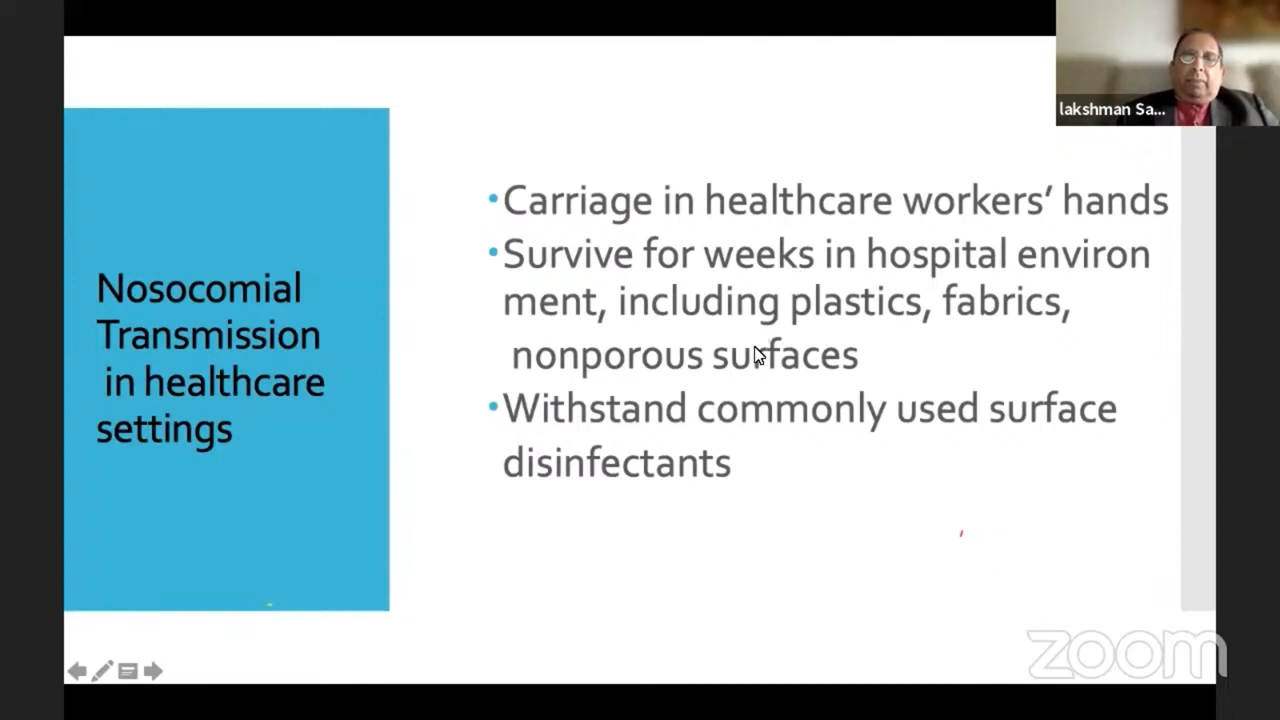 lakshman Sa...
Nosocomial
Transmission
in healthcare
settings
•Carriage in healthcare workers‘ hands
•Survive for weeks in hospital environ
ment, including plastics, fabrics,
nonporous surfaces
•Withstand commonly used surface
disinfectants
zoom